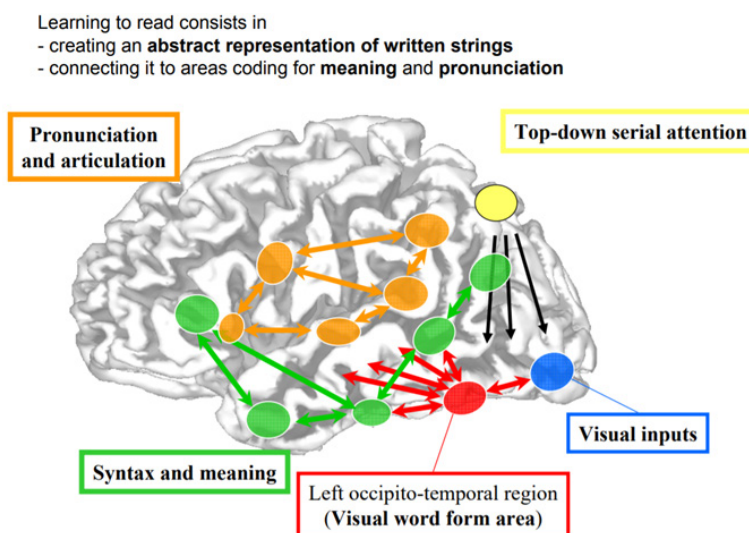 Learning to read consists in
- creating an abstract representation of written strings
- connecting it to areas coding for meaning and pronunciation
Pronunciation
and articulation
Top-down serial attention
Visual inputs
Syntax and meaning
Left occipito-temporal region
(Visual word form area)